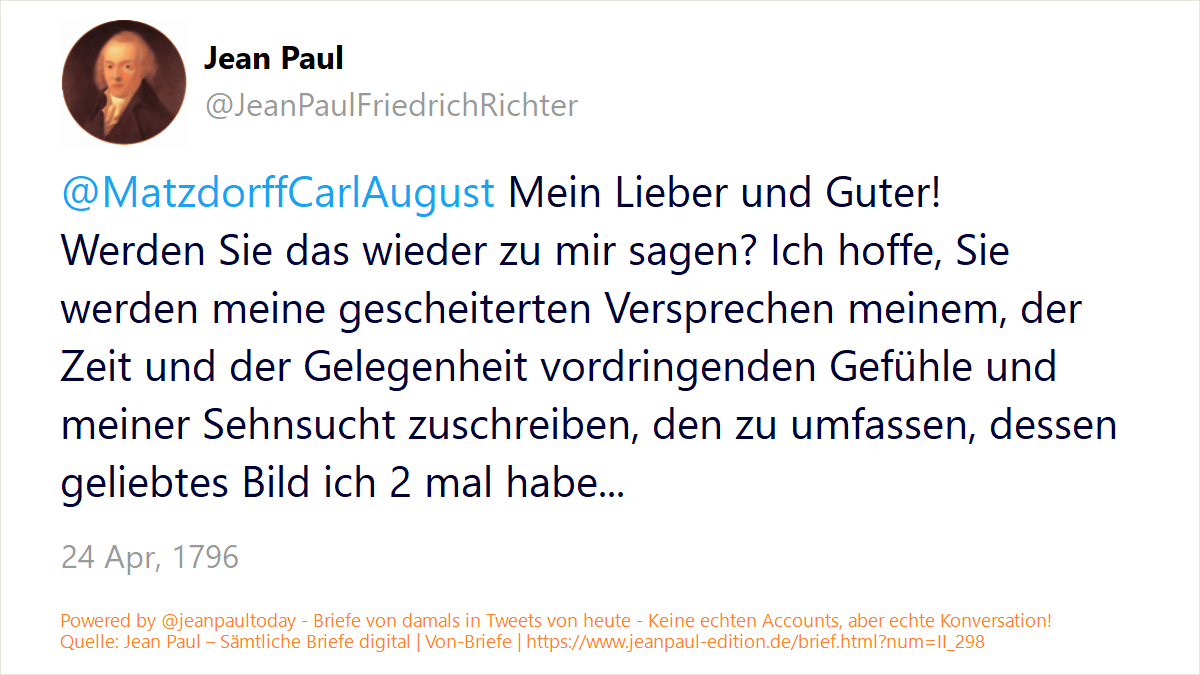 Jean Paul
@JeanPaulFriedrichRichter
@MatzdorffCarlAugust Mein Lieber und Guter!
Werden Sie das wieder zu mir sagen? Ich hoffe, Sie
werden meine gescheiterten Versprechen meinem, der
Zeit und der Gelegenheit vordringenden Gefühle und
meiner Sehnsucht zuschreiben, den zu umfassen, dessen
geliebtes Bild ich 2 mal habe...
24 Apr, 1796
Powered by @jeanpaultoday - Briefe von damals in Tweets von heute - Keine echten Accounts, aber echte Konversation!
Quelle: Jean Paul – Sämtliche Briefe digital | Von-Briefe | https://www.jeanpaul-edition.de/brief.html?num=II_298